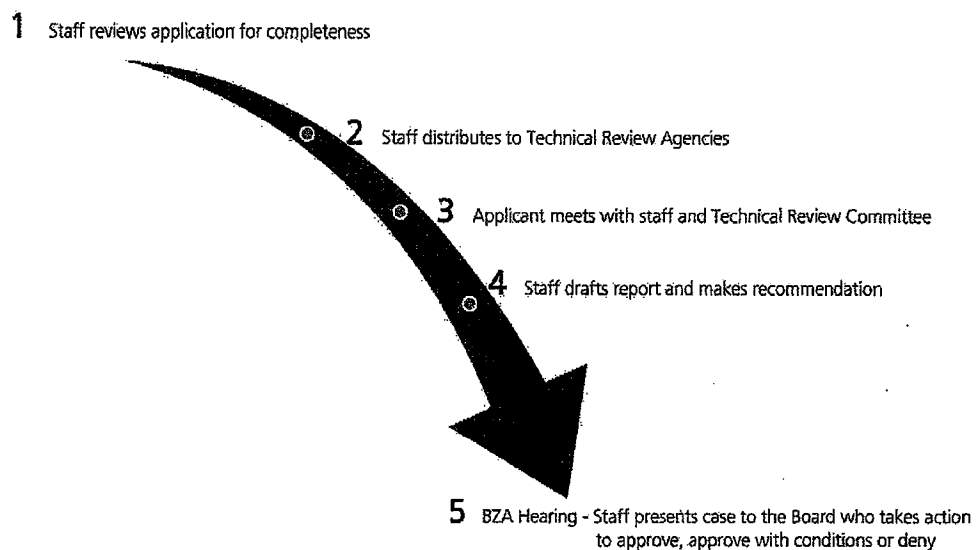 1 Staff reviews application for completeness
2 Staff distributes to Technical Review Agencies
3 Applicant meets with staff and Technical Review Committee
4 Staff drafts report and makes recommendation
5 BZA Hearing - Staff presents case to the Board who takes action
to approve, approve with conditions or deny